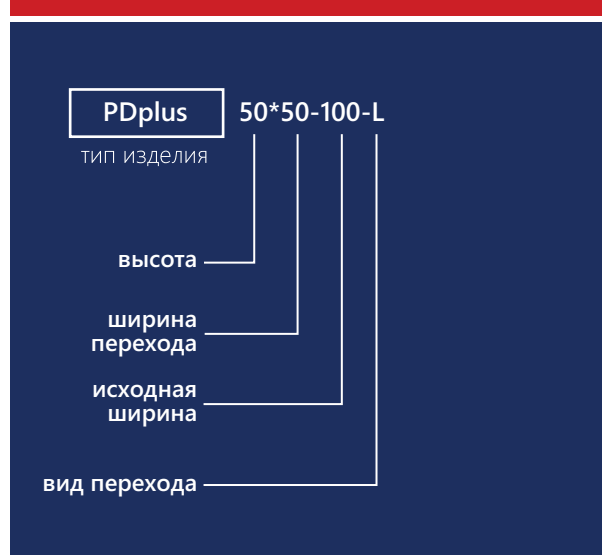 PDplus 50*50-100-L
тип изделия
высота
ширина
перехода
исходная
ширина
вид перехода